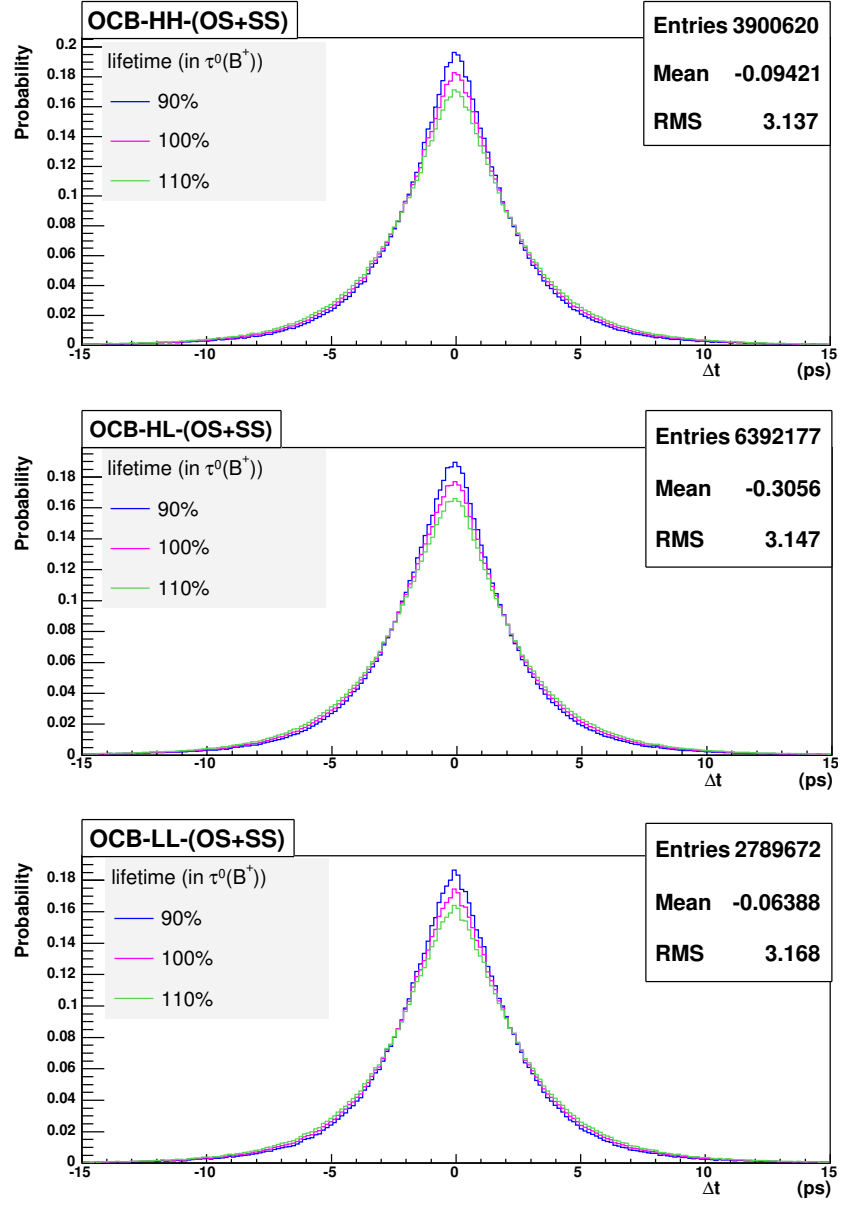 OCB-HH-(OS+SS)
Entries 3900620
Mean -0.09421
RMS 3.137
lifetime (in τ⁰(B⁺))
90%
100%
110%
Probability
0.2
0.18
0.16
0.14
0.12
0.1
0.08
0.06
0.04
0.02
0
-15 -10 -5 0 5 10 15
Δt (ps)
OCB-HL-(OS+SS)
Entries 6392177
Mean -0.3056
RMS 3.147
lifetime (in τ⁰(B⁺))
90%
100%
110%
Probability
0.18
0.16
0.14
0.12
0.1
0.08
0.06
0.04
0.02
0
-15 -10 -5 0 5 10 15
Δt (ps)
OCB-LL-(OS+SS)
Entries 2789672
Mean -0.06388
RMS 3.168
lifetime (in τ⁰(B⁺))
90%
100%
110%
Probability
0.18
0.16
0.14
0.12
0.1
0.08
0.06
0.04
0.02
0
-15 -10 -5 0 5 10 15
Δt (ps)